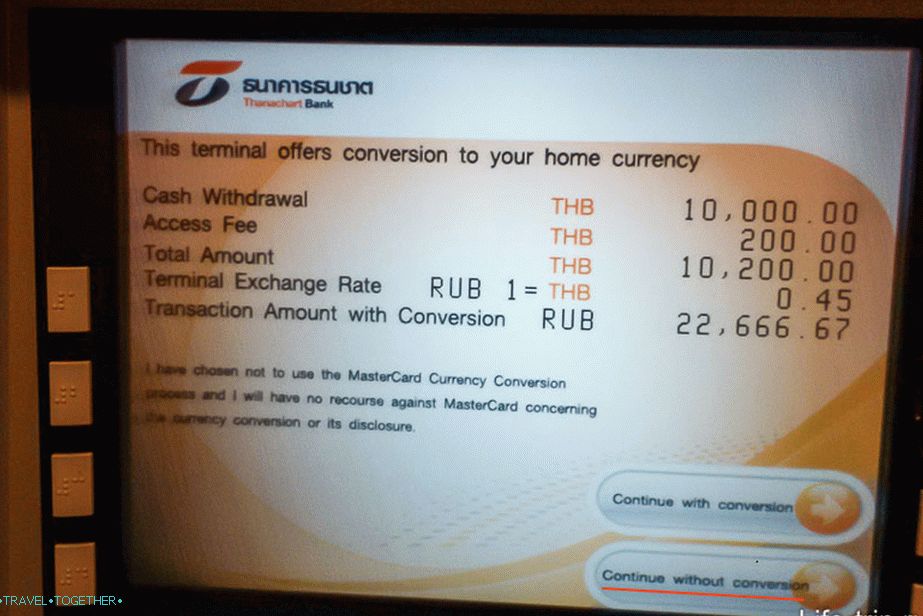 ธนาคารธนชาต
Thanachart Bank
This terminal offers conversion to your home currency
Cash Withdrawal THB 10,000.00
Access Fee THB 200.00
Total Amount THB 10,200.00
Terminal Exchange Rate RUB 1= THB 0.45
Transaction Amount with Conversion RUB 22,666.67
I have chosen not to use the MasterCard Currency Conversion
process and I will have no recourse against MasterCard concerning
the currency conversion or its disclosure.
Continue with conversion
Continue without conversion
•TRAVEL•TOGETHER•